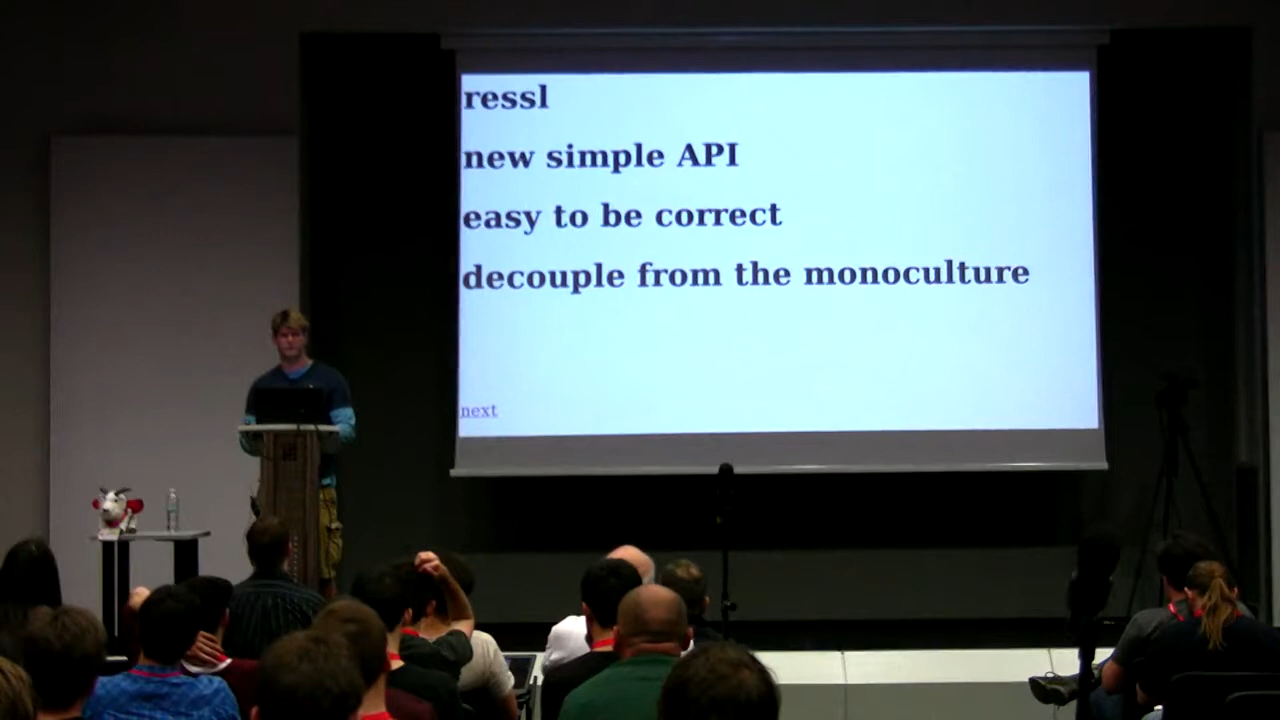 ressl
new simple API
easy to be correct
decouple from the monoculture
next